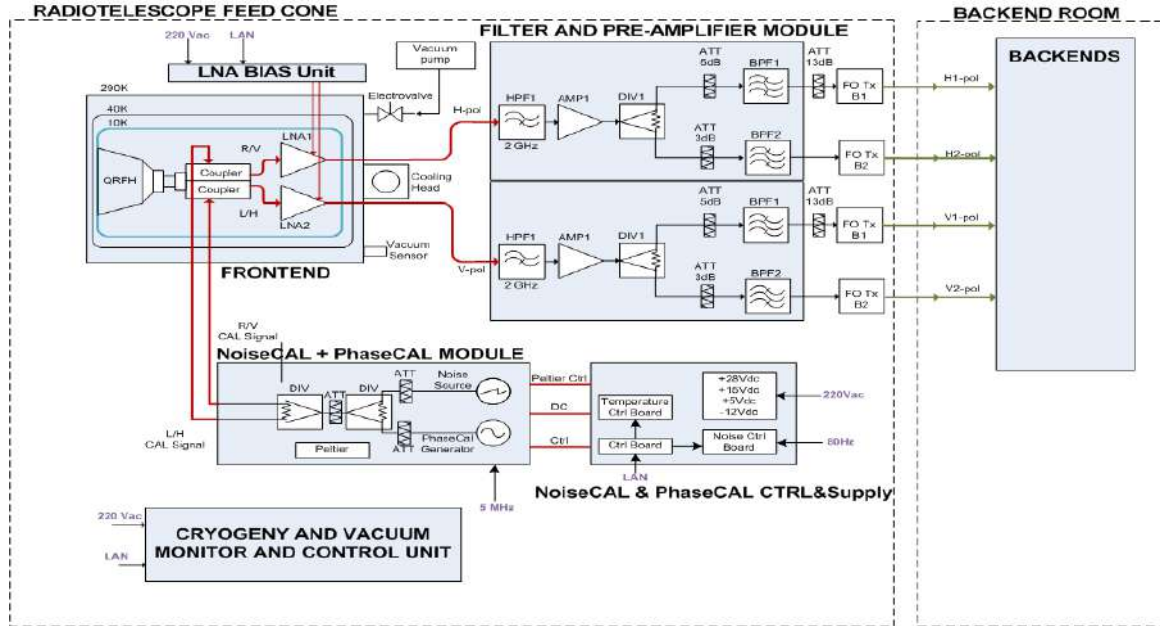 RADIOTELESCOPE FEED CONE
BACKEND ROOM
220 Vac
LAN
LNA BIAS Unit
Vacuum
pump
FILTER AND PRE-AMPLIFIER MODULE
BACKENDS
290K
40K
10K
Electrovalve
H-pol
R/V
LNA1
QRFH
Coupler
Coupler
L/H
LNA2
Cooling
Head
Vacuum
Sensor
V-pol
FRONTEND
HPF1
2 GHz
AMP1
DIV1
ATT
5dB
BPF1
ATT
13dB
FO Tx
B1
H1-pol
ATT
3dB
BPF2
FO Tx
B2
H2-pol
HPF1
2 GHz
AMP1
DIV1
ATT
5dB
BPF1
ATT
13dB
FO Tx
B1
V1-pol
ATT
3dB
BPF2
FO Tx
B2
V2-pol
R/V
CAL Signal
NoiseCAL + PhaseCAL MODULE
DIV
ATT
DIV
ATT
Noise
Source
ATT
PhaseCal
Generator
Peltier
L/H
CAL Signal
5 MHz
Peltier Ctrl
DC
Ctrl
Temperature
Ctrl Board
Ctrl Board
LAN
+28Vdc
+15Vdc
+5Vdc
-12Vdc
220Vac
Noise Ctrl
Board
80Hz
NoiseCAL & PhaseCAL CTRL&Supply
220 Vac
LAN
CRYOGENY AND VACUUM
MONITOR AND CONTROL UNIT